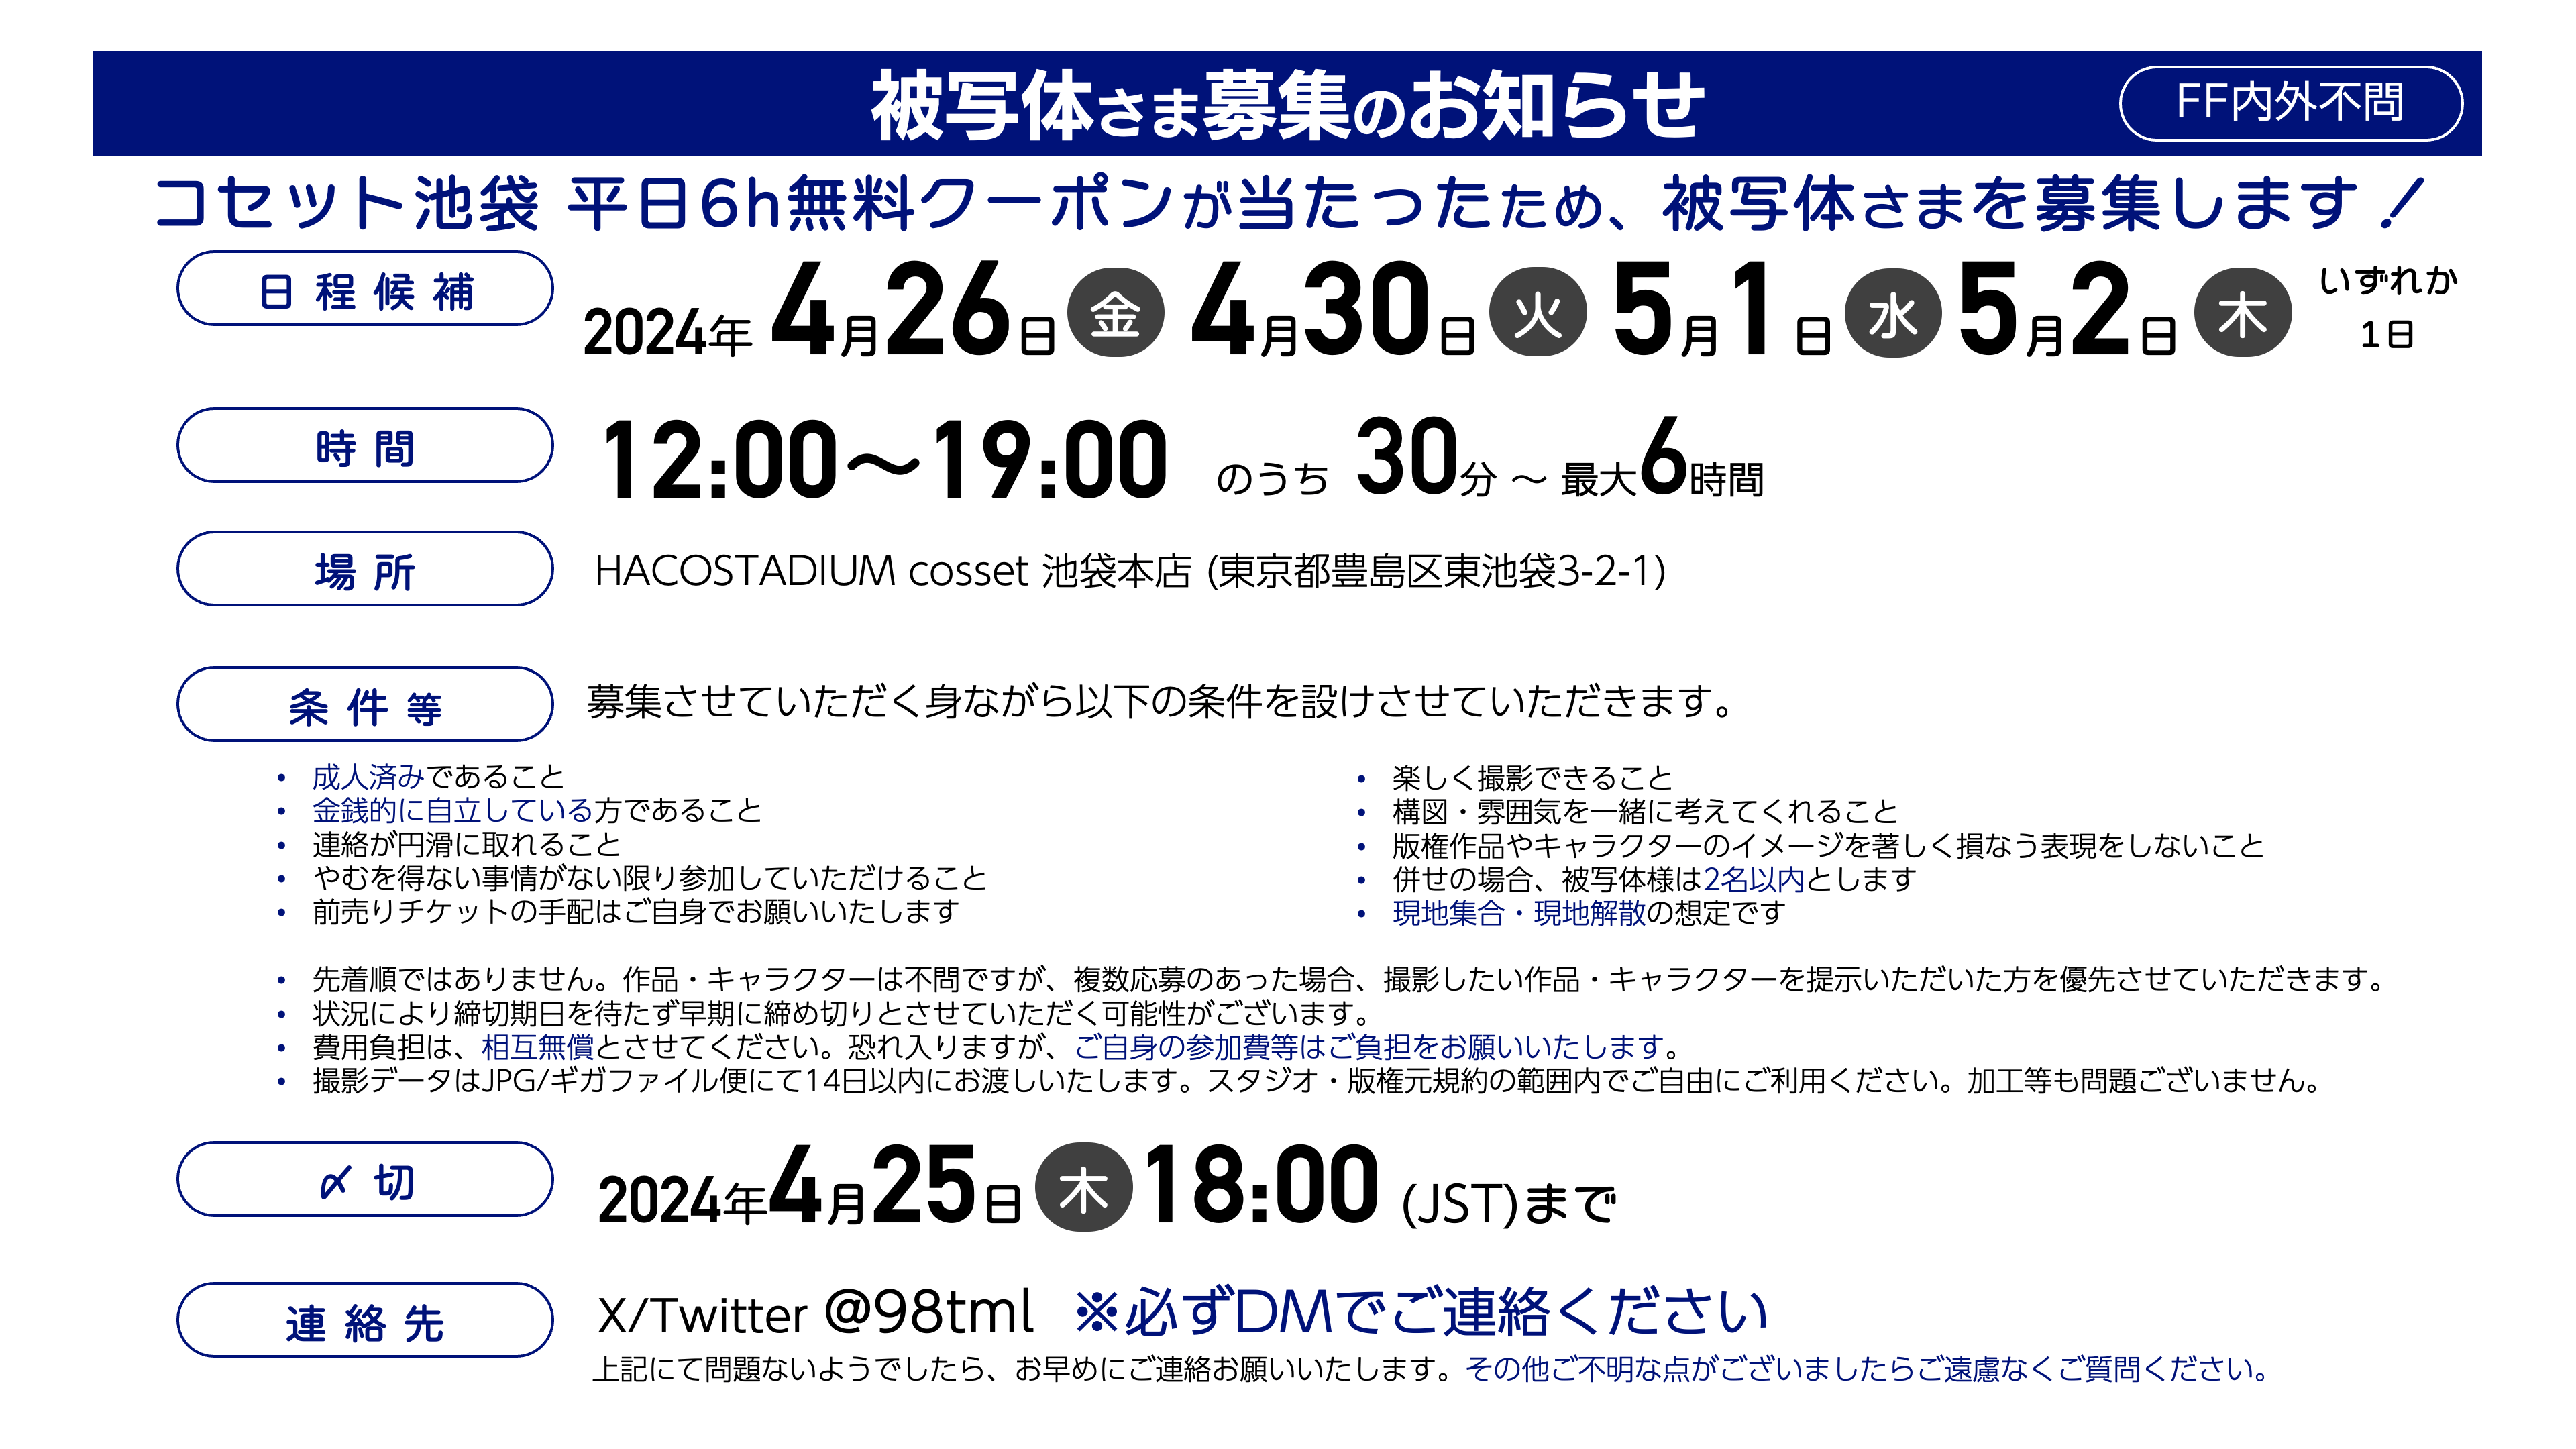 被写体さま募集のお知らせ
FF内外不問
コセット池袋 平日6h無料クーポンが当たったため、被写体さまを募集します！
日程候補
2024年 4月26日 金 4月30日 火 5月1日 水 5月2日 木 いずれか
1日
時間
12:00～19:00 のうち 30分 ～ 最大6時間
場所
HACOSTADIUM cosset 池袋本店 (東京都豊島区東池袋3-2-1)
条件等
募集させていただく身ながら以下の条件を設けさせていただきます。
• 成人済みであること
• 金銭的に自立している方であること
• 連絡が円滑に取れること
• やむを得ない事情がない限り参加していただけること
• 前売りチケットの手配はご自身でお願いいたします
• 楽しく撮影できること
• 構図・雰囲気を一緒に考えてくれること
• 版権作品やキャラクターのイメージを著しく損なう表現をしないこと
• 併せの場合、被写体様は2名以内とします
• 現地集合・現地解散の想定です
• 先着順ではありません。作品・キャラクターは不問ですが、複数応募のあった場合、撮影したい作品・キャラクターを提示いただいた方を優先させていただきます。
• 状況により締切期日を待たず早期に締め切りとさせていただく可能性がございます。
• 費用負担は、相互無償とさせてください。恐れ入りますが、ご自身の参加費等はご負担をお願いいたします。
• 撮影データはJPG/ギガファイル便にて14日以内にお渡しいたします。スタジオ・版権元規約の範囲内でご自由にご利用ください。加工等も問題ございません。
〆切
2024年4月25日 木 18:00 (JST)まで
連絡先
X/Twitter @98tml ※必ずDMでご連絡ください
上記にて問題ないようでしたら、お早めにご連絡お願いいたします。その他ご不明な点がございましたらご遠慮なくご質問ください。